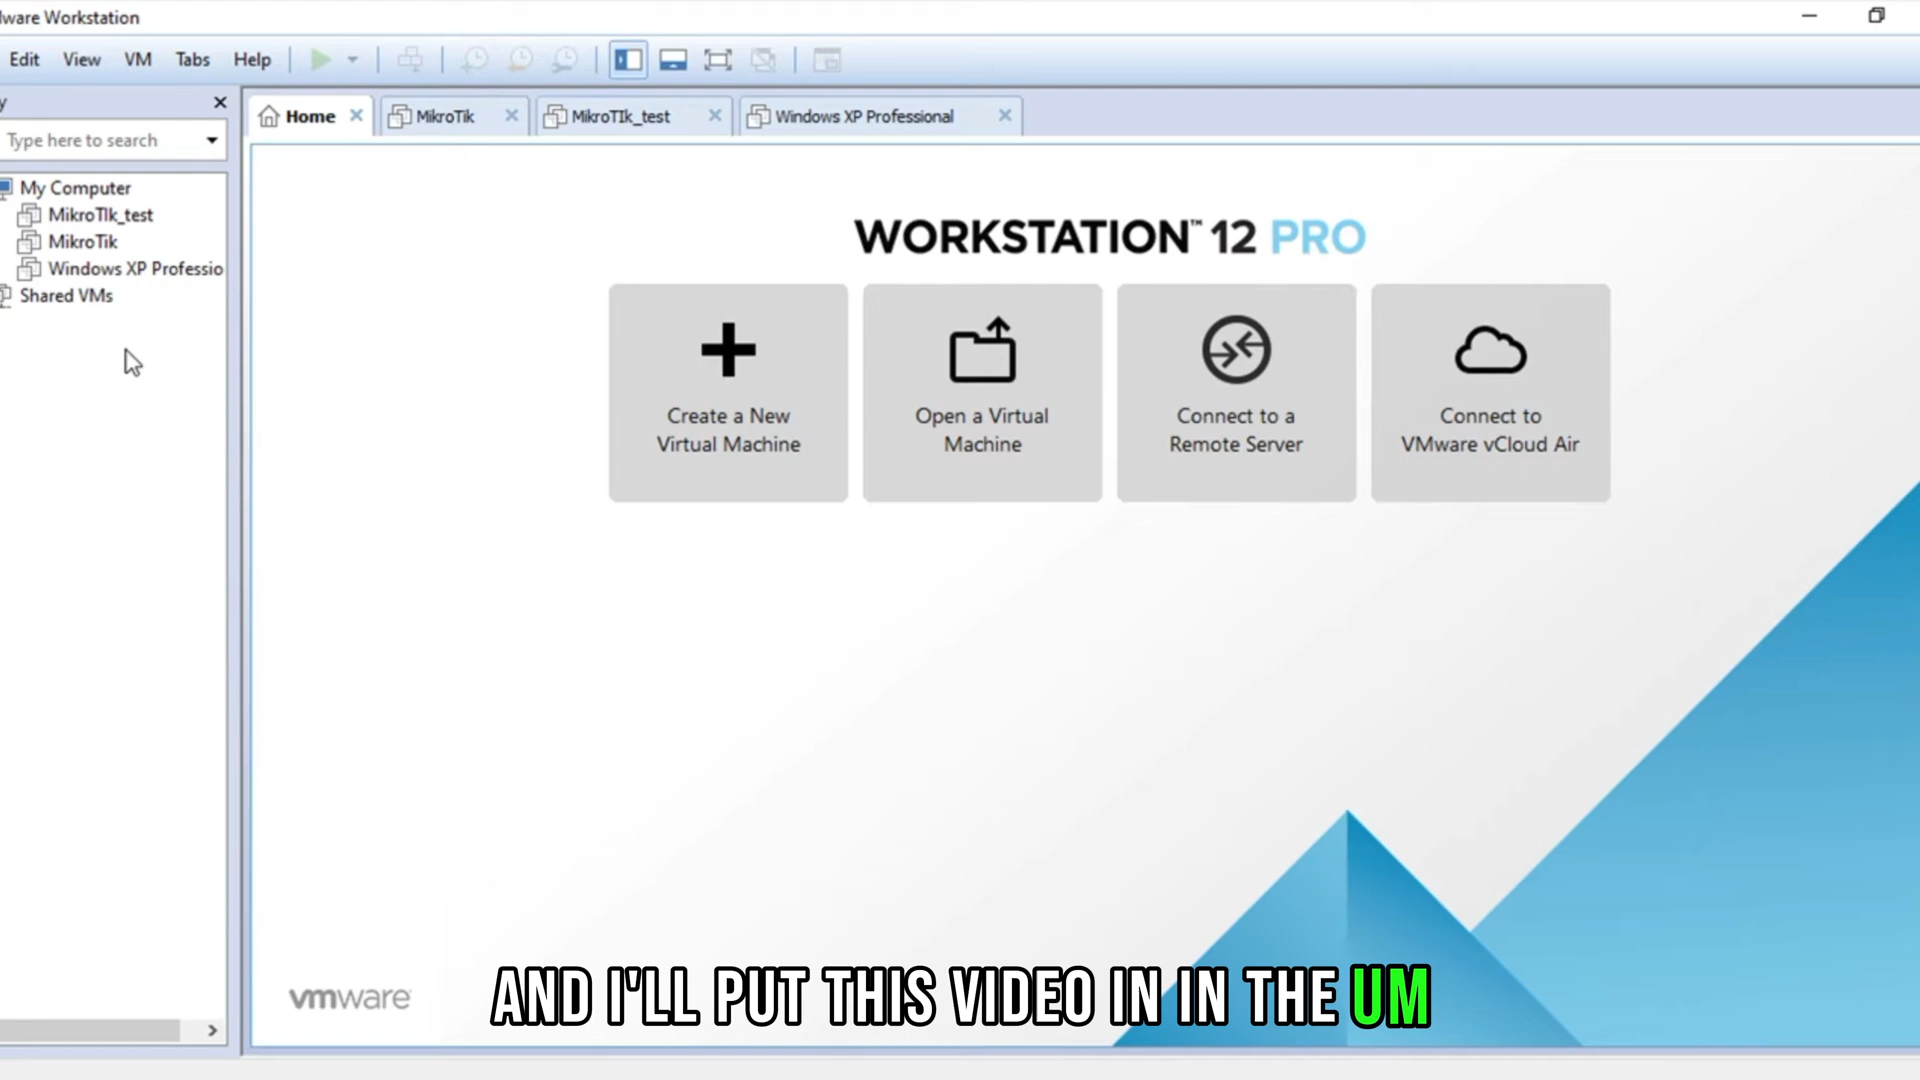 ware Workstation
Edit View VM Tabs Help
y
Type here to search
My Computer
MikroTIk_test
MikroTik
Windows XP Professio
Shared VMs
Home MikroTik MikroTIk_test Windows XP Professional
WORKSTATION™ 12 PRO
Create a New
Virtual Machine
Open a Virtual
Machine
Connect to a
Remote Server
Connect to
VMware vCloud Air
vmware
AND I'LL PUT THIS VIDEO IN IN THE UM